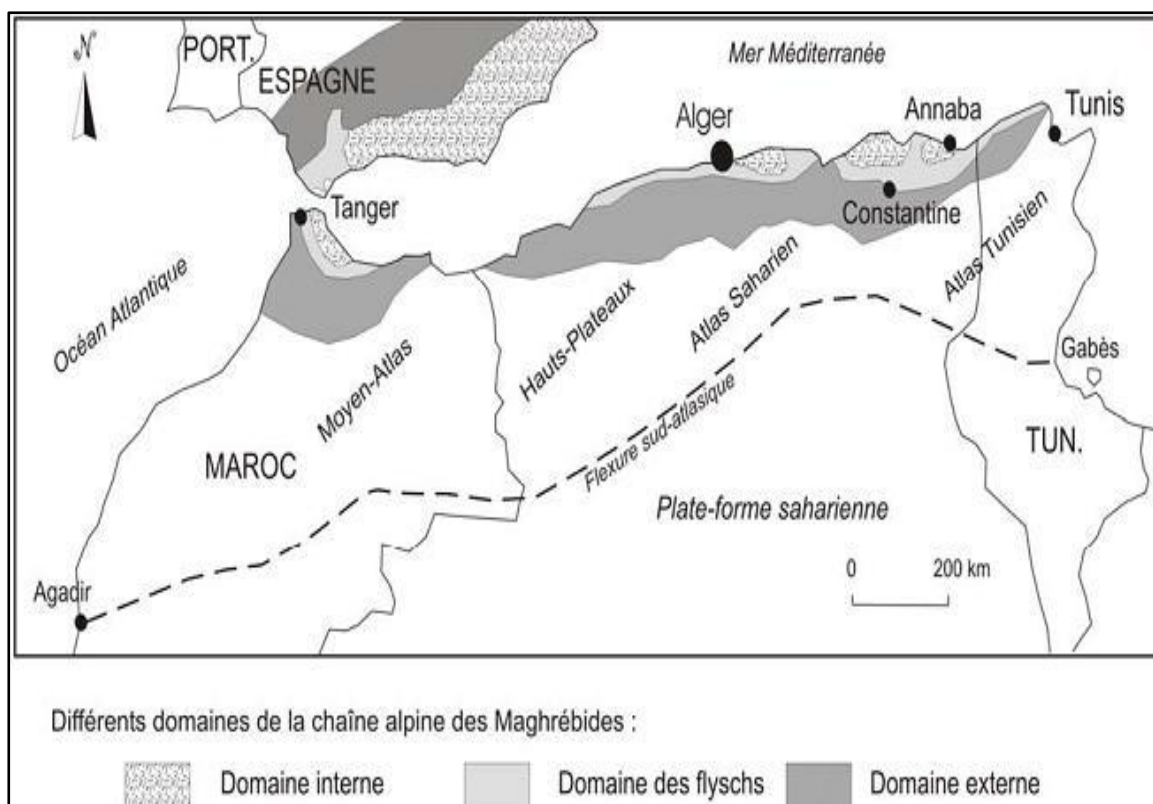 N
PORT.
ESPAGNE
Mer Méditerranée
Alger
Annaba
Tunis
Tanger
Constantine
Océan Atlantique
Moyen-Atlas
Hauts-Plateaux
Atlas Saharien
Atlas Tunisien
Flexure sud-atlasique
Gabès
MAROC
TUN.
Plate-forme saharienne
0 200 km
Agadir
Différents domaines de la chaîne alpine des Maghrébides :
Domaine interne Domaine des flyschs Domaine externe